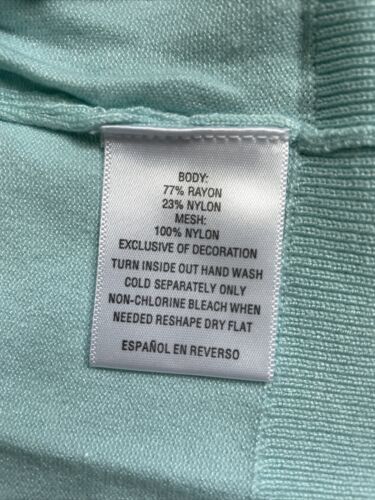 BODY:
77% RAYON
23% NYLON
MESH:
100% NYLON
EXCLUSIVE OF DECORATION
TURN INSIDE OUT HAND WASH
COLD SEPARATELY ONLY
NON-CHLORINE BLEACH WHEN
NEEDED RESHAPE DRY FLAT
ESPAÑOL EN REVERSO